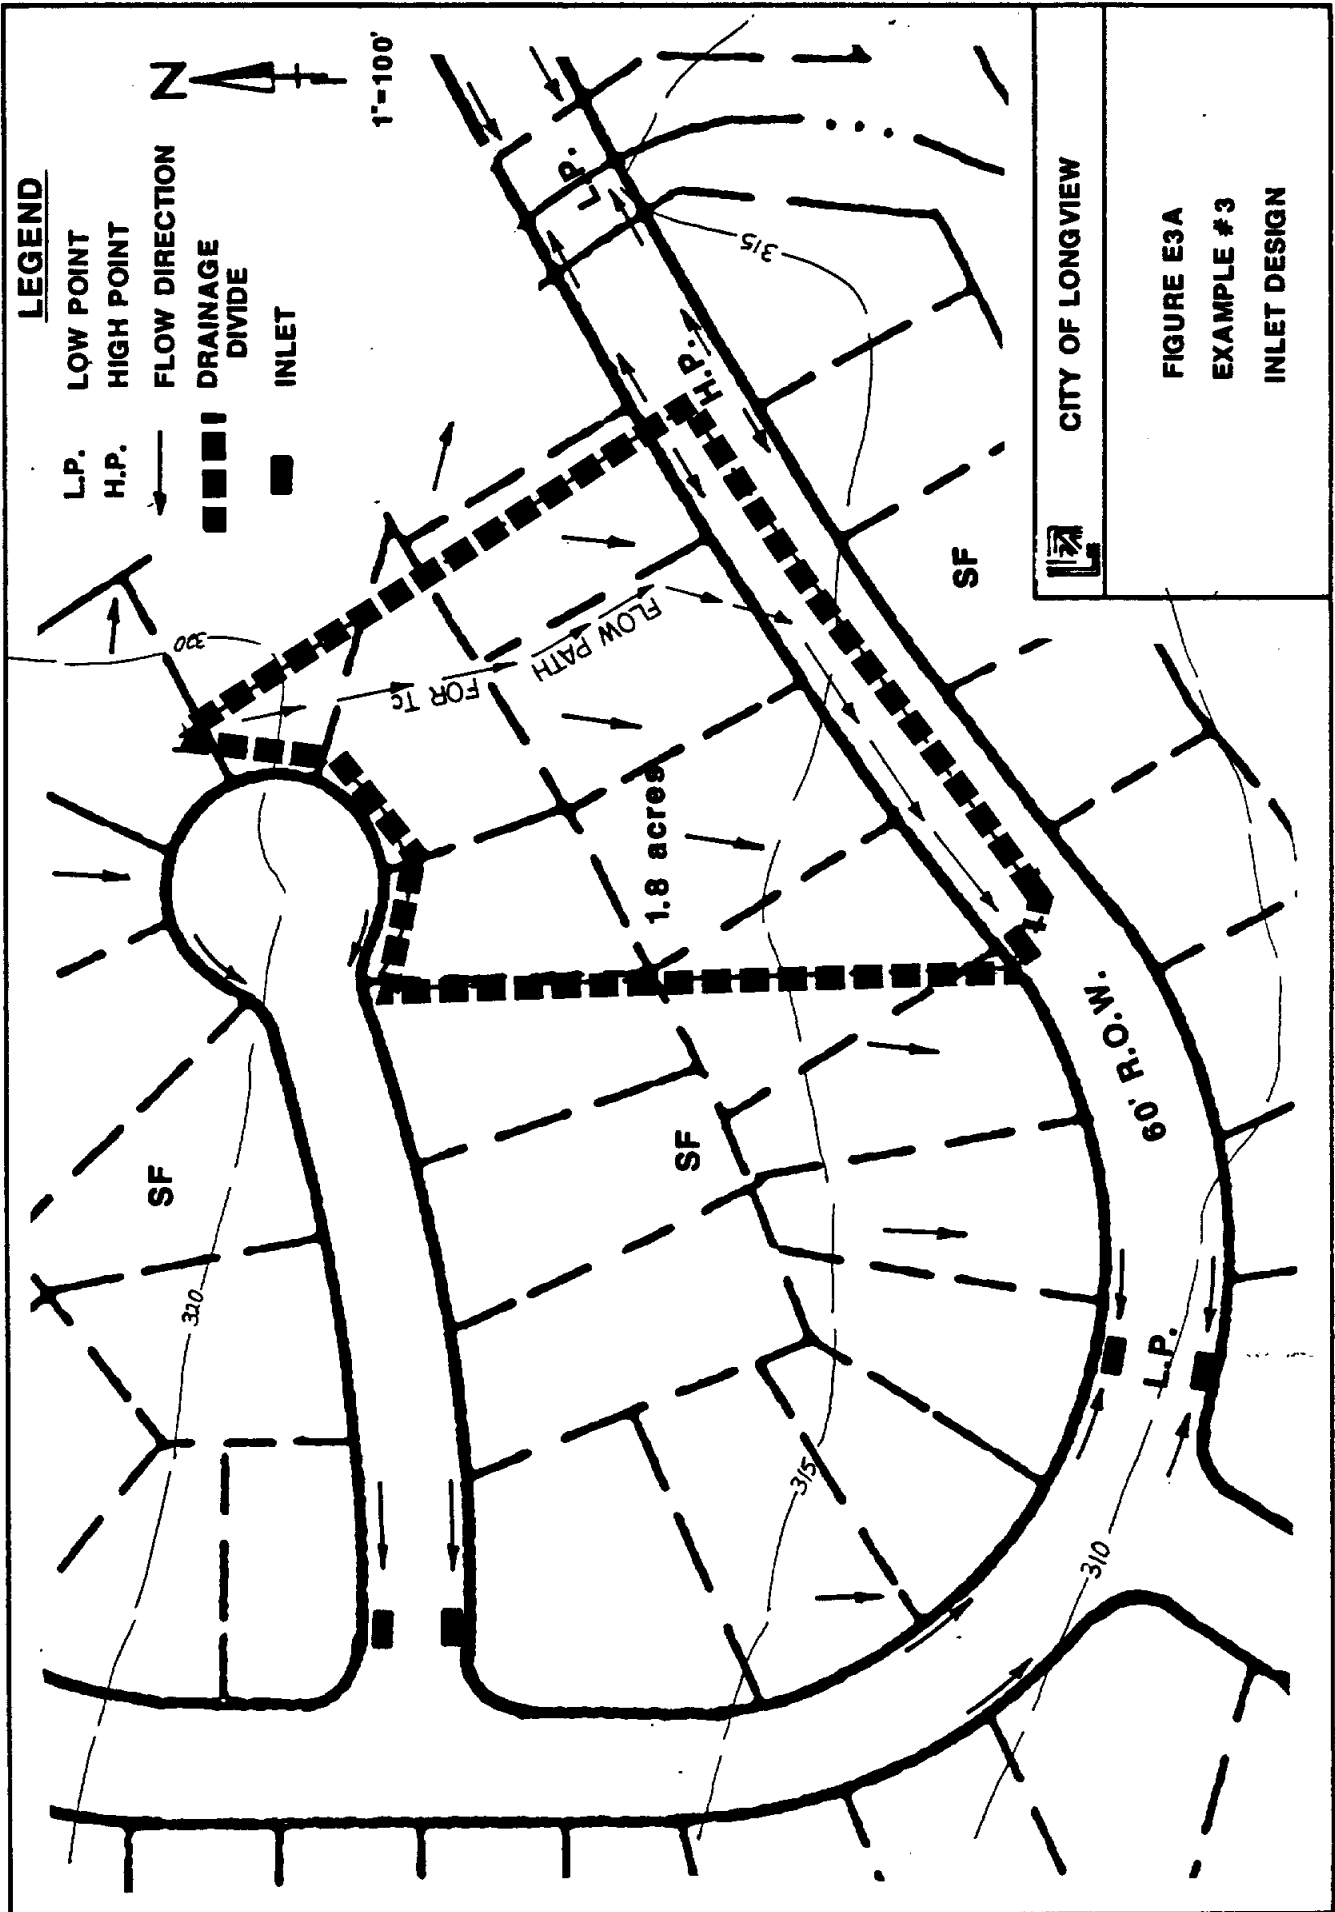 LEGEND
L.P. LOW POINT
H.P. HIGH POINT
FLOW DIRECTION
DRAINAGE
DIVIDE
INLET
N
1"=100'
L.P.
H.P.
315
320
FOR Tc
FLOW PATH
1.8 acres
SF
SF
SF
60' R.O.W.
320
315
310
L.P.
CITY OF LONGVIEW
FIGURE E3A
EXAMPLE #3
INLET DESIGN